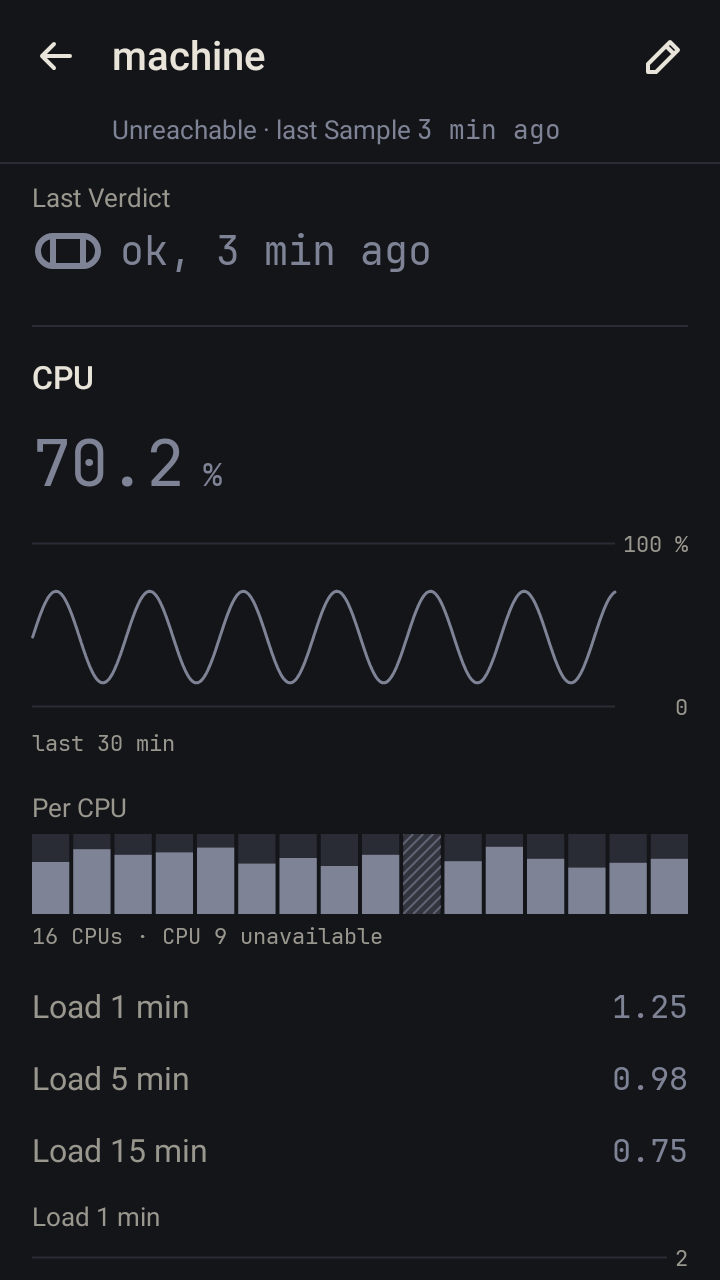 machine
Unreachable · last Sample 3 min ago
Last Verdict
ok, 3 min ago
CPU
70.2 %
100 %
0
last 30 min
Per CPU
16 CPUs · CPU 9 unavailable
Load 1 min 1.25
Load 5 min 0.98
Load 15 min 0.75
Load 1 min
2